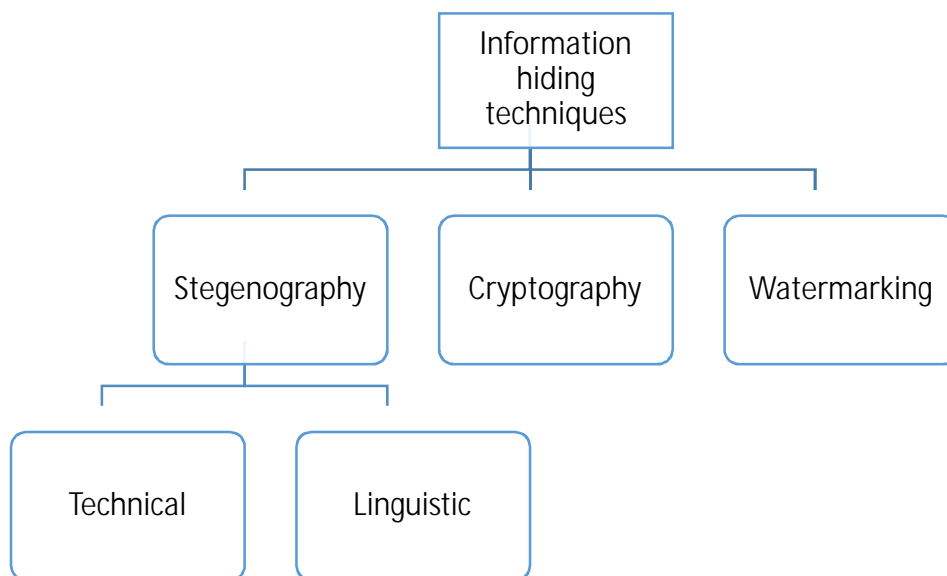 Information
hiding
techniques
Stegenography
Cryptography
Watermarking
Technical
Linguistic